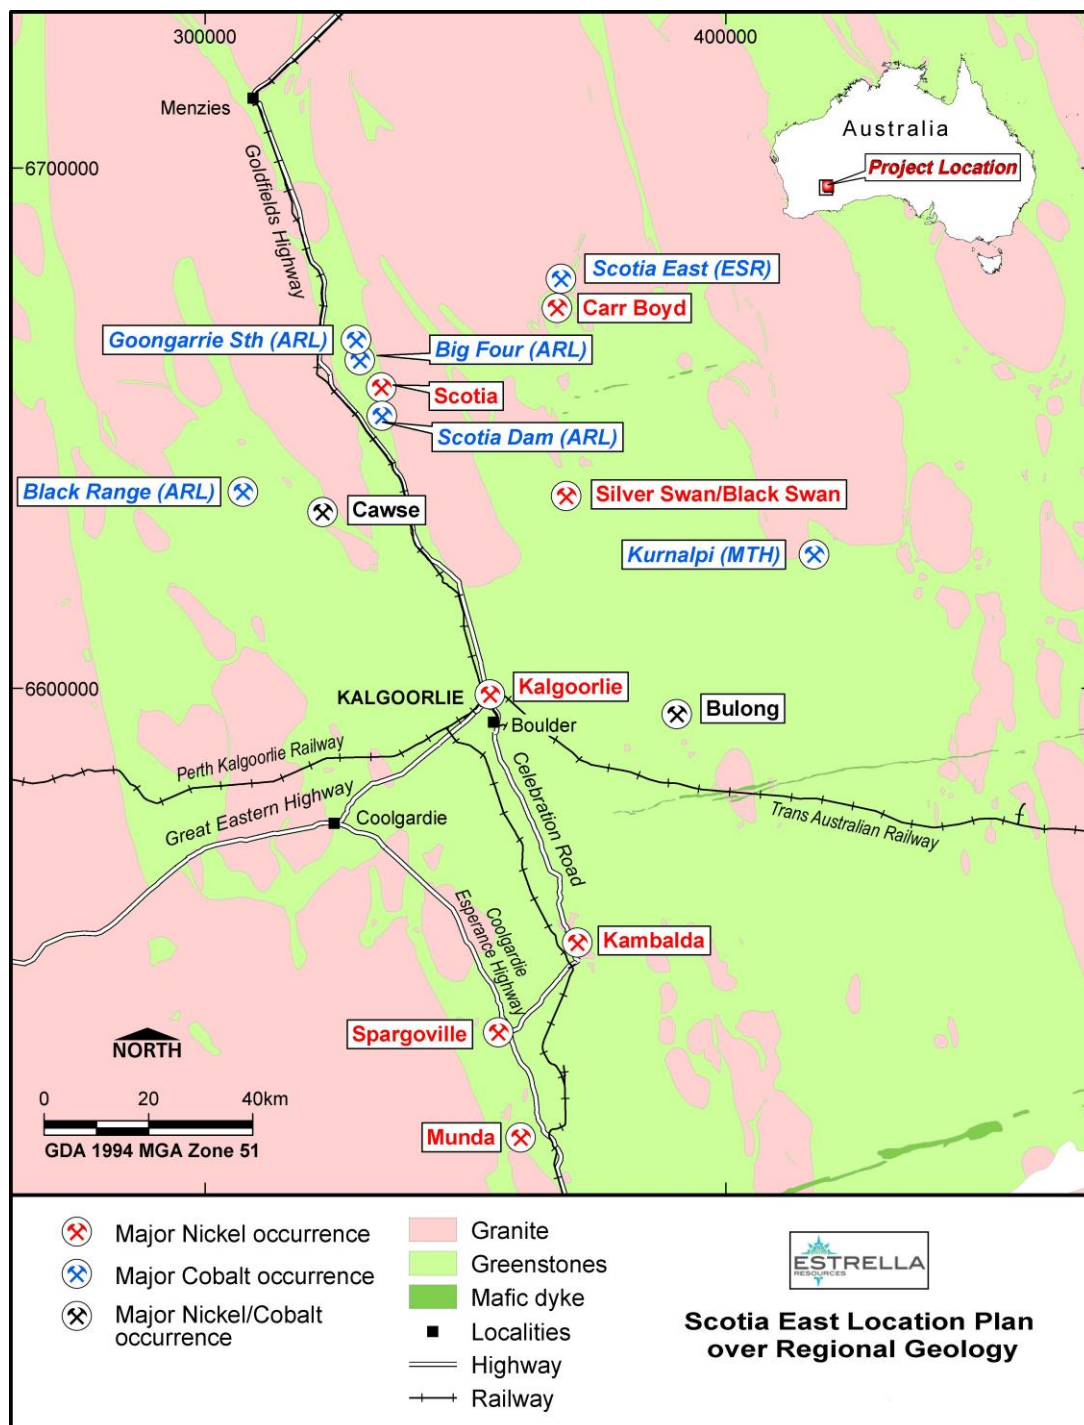 300000
400000
Menzies
Australia
6700000
Project Location
Goldfields Highway
Scotia East (ESR)
Carr Boyd
Goongarrie Sth (ARL)
Big Four (ARL)
Scotia
Scotia Dam (ARL)
Black Range (ARL)
Silver Swan/Black Swan
Cawse
Kurnalpi (MTH)
6600000
KALGOORLIE
Kalgoorlie
Bulong
Boulder
Perth Kalgoorlie Railway
Great Eastern Highway
Celebration Road
Trans Australian Railway
Coolgardie
Coolgardie
Esperance Highway
Kambalda
Spargoville
NORTH
0 20 40km
GDA 1994 MGA Zone 51
Munda
Major Nickel occurrence
Major Cobalt occurrence
Major Nickel/Cobalt
occurrence
Granite
Greenstones
Mafic dyke
Localities
Highway
Railway
ESTRELLA
RESOURCES
Scotia East Location Plan
over Regional Geology